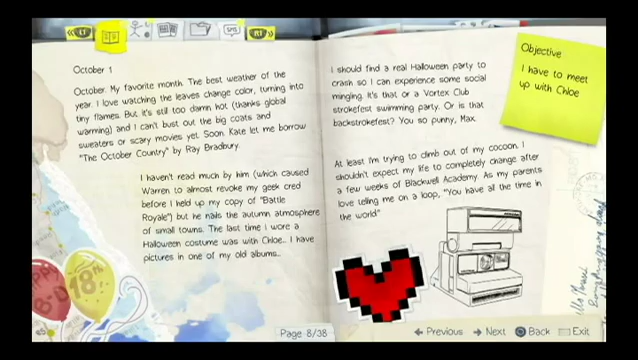 LT
SMS
RT
October 1
October. My favorite month. The best weather of the
year. I love watching the leaves change color, turning into
tiny flames. But it's still too damn hot (thanks global
warming) and I can't bust out the big coats and
sweaters or scary movies yet. Soon. Kate let me borrow
"The October Country" by Ray Bradbury.
I haven't read much by him (which caused
Warren to almost revoke my geek cred
before I held up my copy of "Battle
Royale") but he nails the autumn atmosphere
of small towns. The last time I wore a
Halloween costume was with Chloe... I have
pictures in one of my old albums...
HAPPY
B-D
18th
I should find a real Halloween party to
crash so I can experience some social
mingling. It's that or a Vortex Club
strokefest swimming party. Or is that
backstrokefest? You so punny, Max.
At least I'm trying to climb out of my cocoon. I
shouldn't expect my life to completely change after
a few weeks of Blackwell Academy. As my parents
love telling me on a loop, "You have all the time in
the world"
Objective
I have to meet
up with Chloe
Page 8/38
Previous
Next
Back
Exit